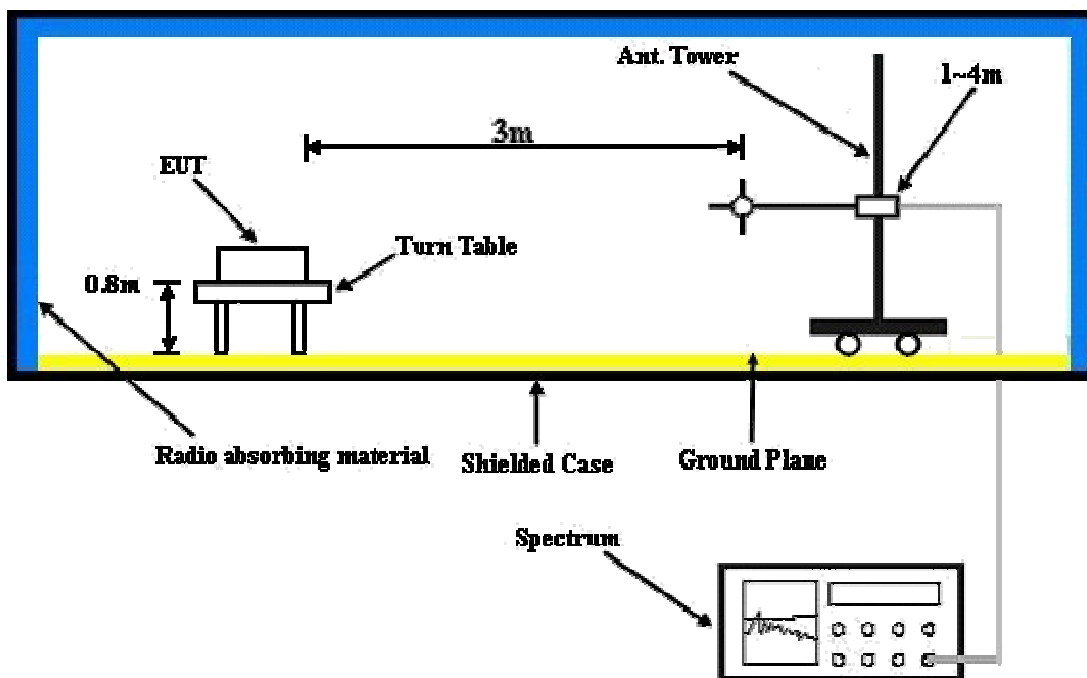 Ant. Tower
1~4m
3m
EUT
Turn Table
0.8m
Radio absorbing material
Shielded Case
Ground Plane
Spectrum